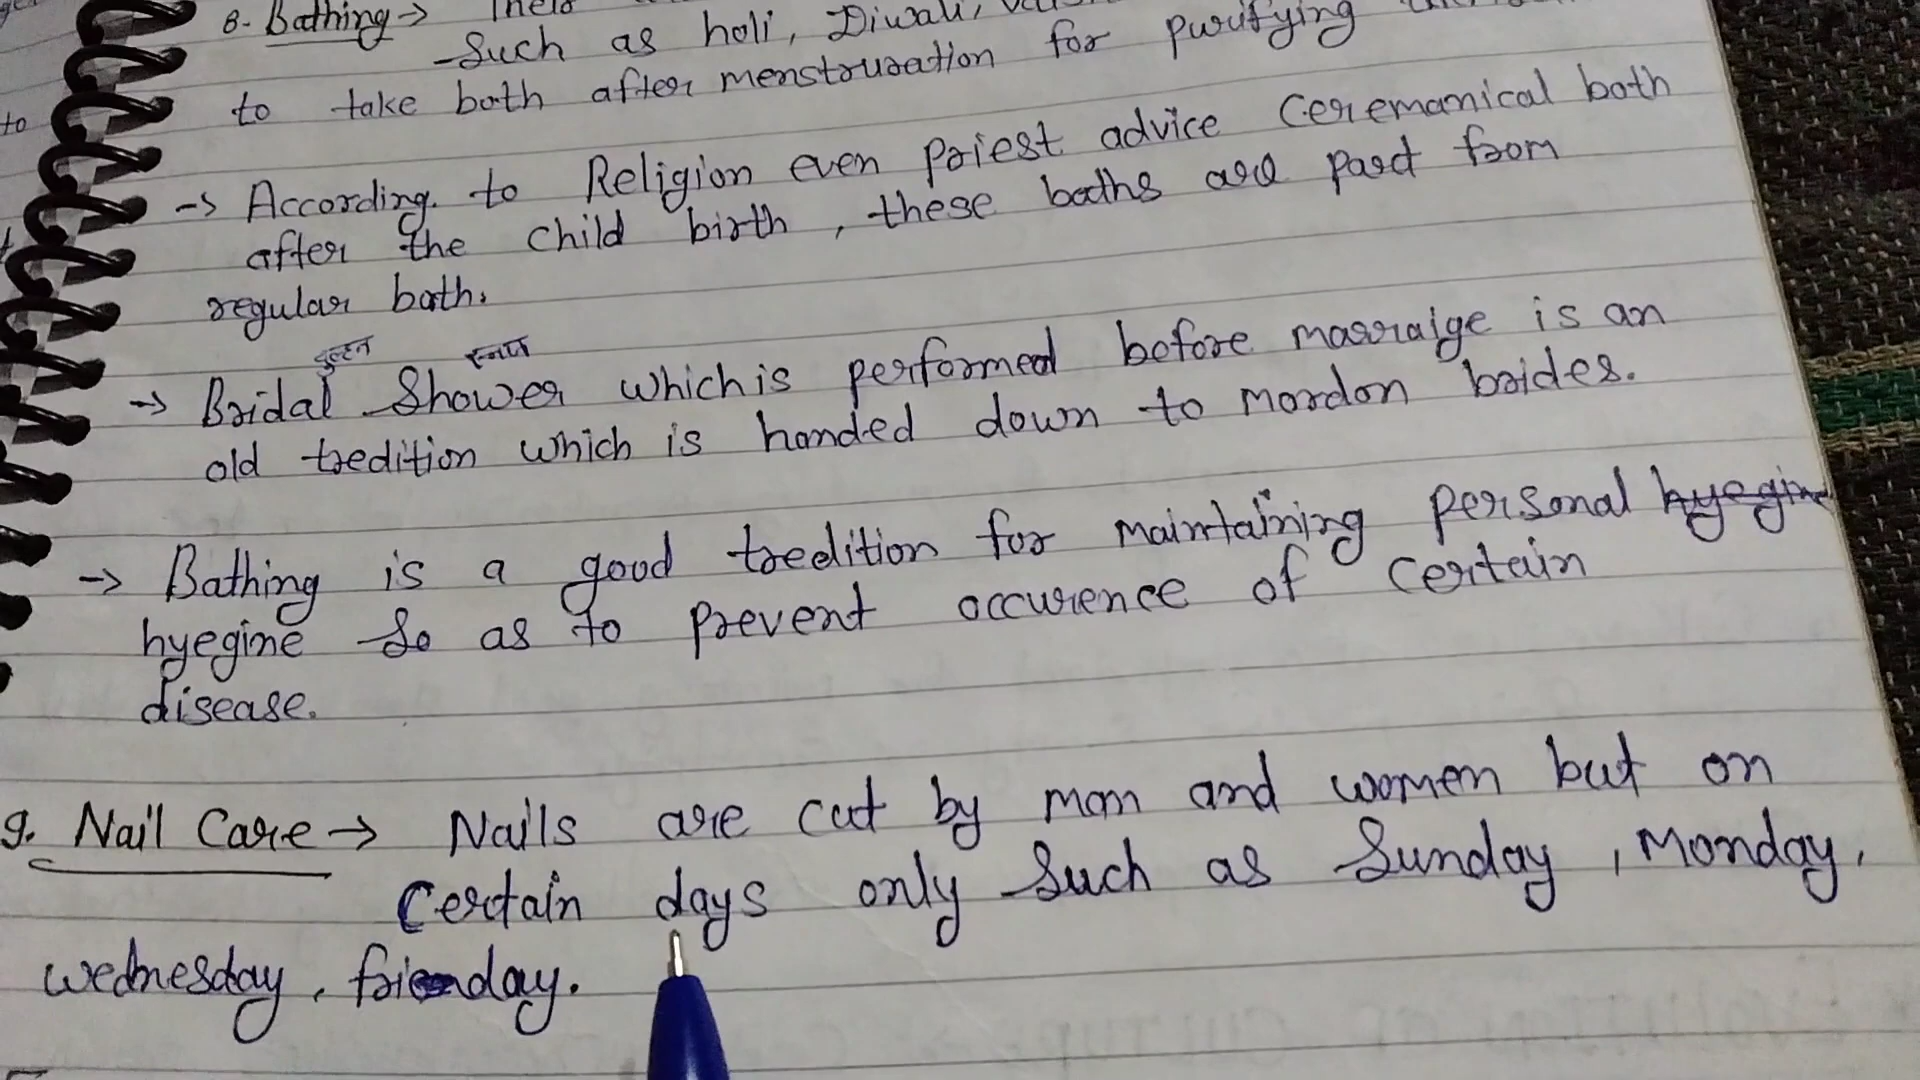 8. Bathing →
Such as holi, Diwali,
to take bath after menstruration for purifying
→ According. to Religion even priest advice Ceremanical bath
after the child birth, these baths are part from
regular bath.
दुल्हन स्नान
→ Bridal Shower which is performed before marraige is an
old tredition which is handed down to mordon brides.
→ Bathing is a good tredition for maintaining personal
hyegine So as to prevent occurence of certain
disease.
9. Nail Care → Nails are cut by man and women but on
Certain days only Such as Sunday, Monday,
wednesday, friday.